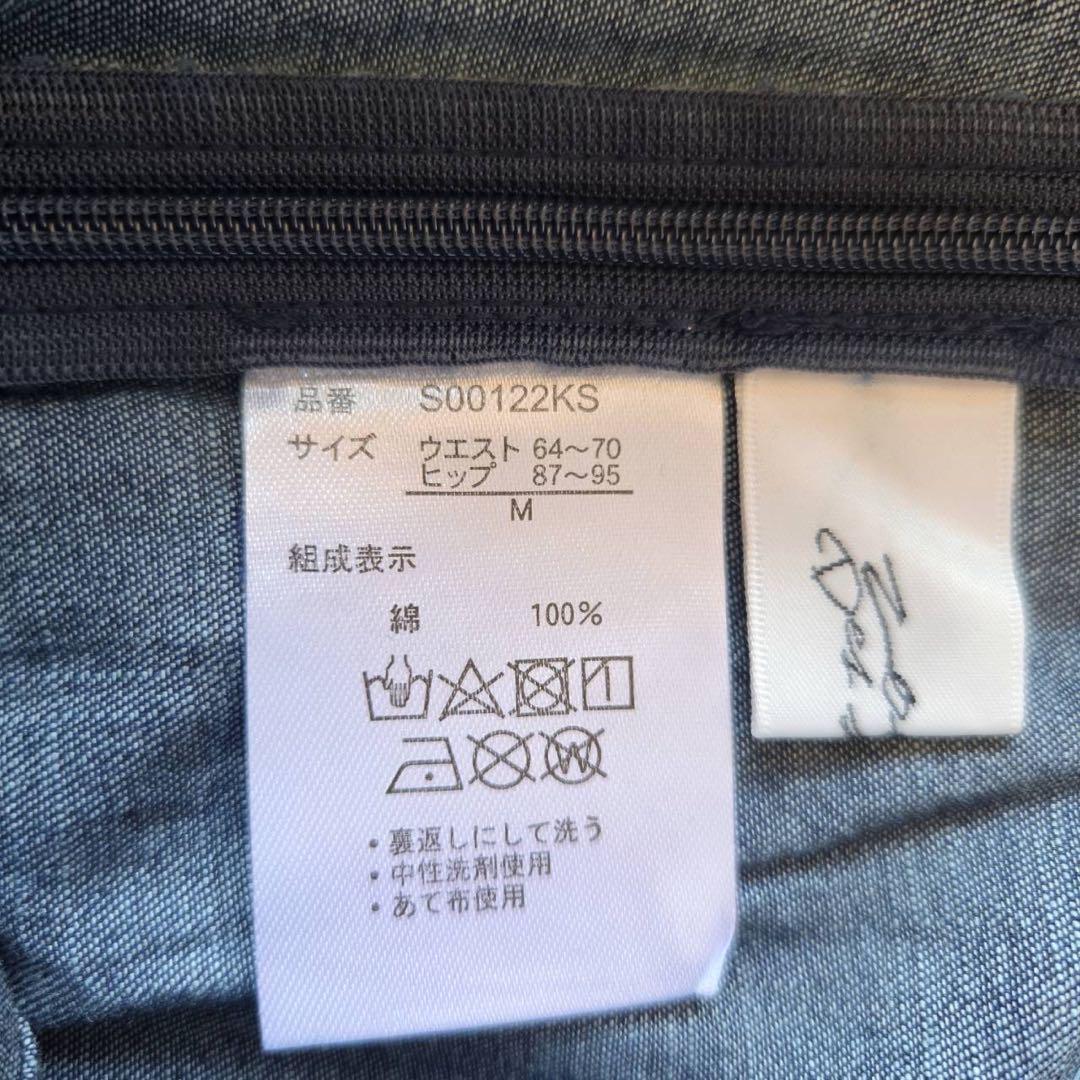 品番 S00122KS
サイズ ウエスト 64～70
ヒップ 87～95
M
組成表示
綿 100%
・裏返しにして洗う
・中性洗剤使用
・あて布使用